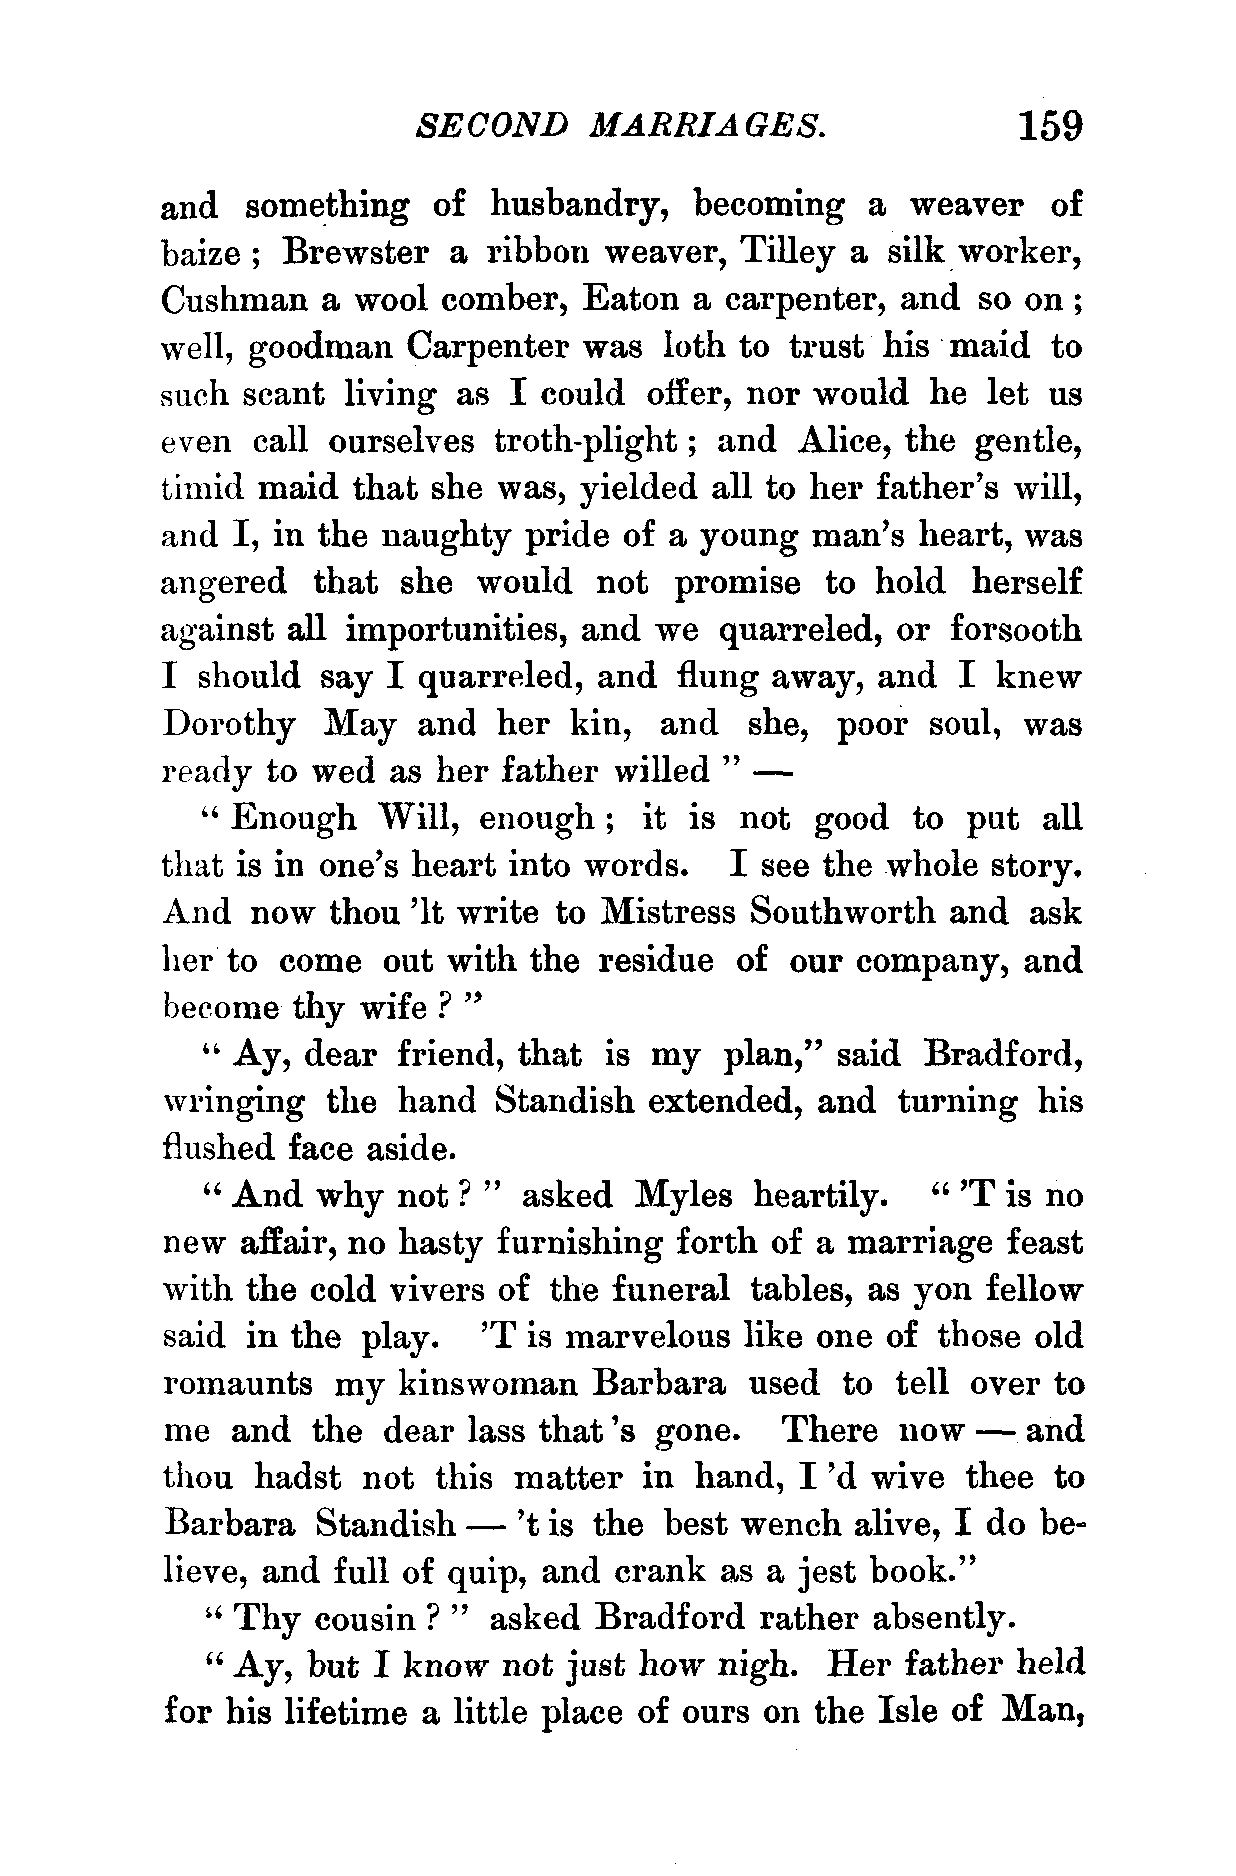 SECOND MARRIAGES. 159
and something of husbandry, becoming a weaver of
baize ; Brewster a ribbon weaver, Tilley a silk worker,
Cushman a wool comber, Eaton a carpenter, and so on ;
well, goodman Carpenter was loth to trust his maid to
such scant living as I could offer, nor would he let us
even call ourselves troth-plight ; and Alice, the gentle,
timid maid that she was, yielded all to her father's will,
and I, in the naughty pride of a young man's heart, was
angered that she would not promise to hold herself
against all importunities, and we quarreled, or forsooth
I should say I quarreled, and flung away, and I knew
Dorothy May and her kin, and she, poor soul, was
ready to wed as her father willed " —
" Enough Will, enough ; it is not good to put all
that is in one's heart into words. I see the whole story.
And now thou 'lt write to Mistress Southworth and ask
her to come out with the residue of our company, and
become thy wife ? "
" Ay, dear friend, that is my plan," said Bradford,
wringing the hand Standish extended, and turning his
flushed face aside.
" And why not ? " asked Myles heartily. " 'T is no
new affair, no hasty furnishing forth of a marriage feast
with the cold vivers of the funeral tables, as yon fellow
said in the play. 'T is marvelous like one of those old
romaunts my kinswoman Barbara used to tell over to
me and the dear lass that 's gone. There now — and
thou hadst not this matter in hand, I 'd wive thee to
Barbara Standish — 't is the best wench alive, I do be-
lieve, and full of quip, and crank as a jest book."
" Thy cousin ? " asked Bradford rather absently.
" Ay, but I know not just how nigh. Her father held
for his lifetime a little place of ours on the Isle of Man,